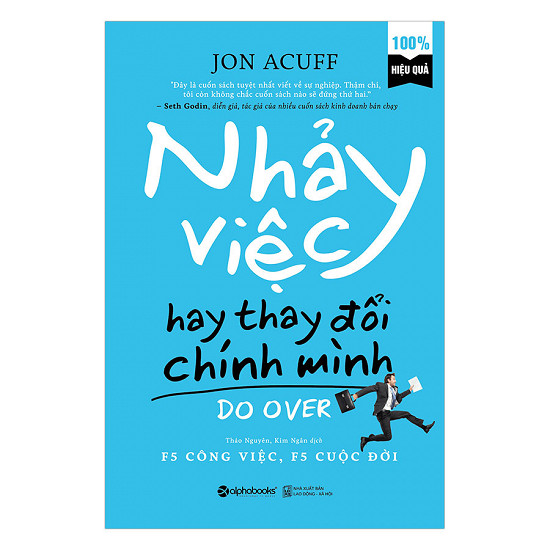 100%
HIỆU QUẢ
JON ACUFF
"Đây là cuốn sách tuyệt nhất viết về sự nghiệp. Thậm chí,
tôi còn không chắc cuốn sách nào sẽ đứng thứ hai."
– Seth Godin, diễn giả, tác giả của nhiều cuốn sách kinh doanh bán chạy
Nhảy
việc
hay thay đổi
chính mình
DO OVER
Thảo Nguyên, Kim Ngân dịch
F5 CÔNG VIỆC, F5 CUỘC ĐỜI
alphabooks
NHÀ XUẤT BẢN
LAO ĐỘNG - XÃ HỘI